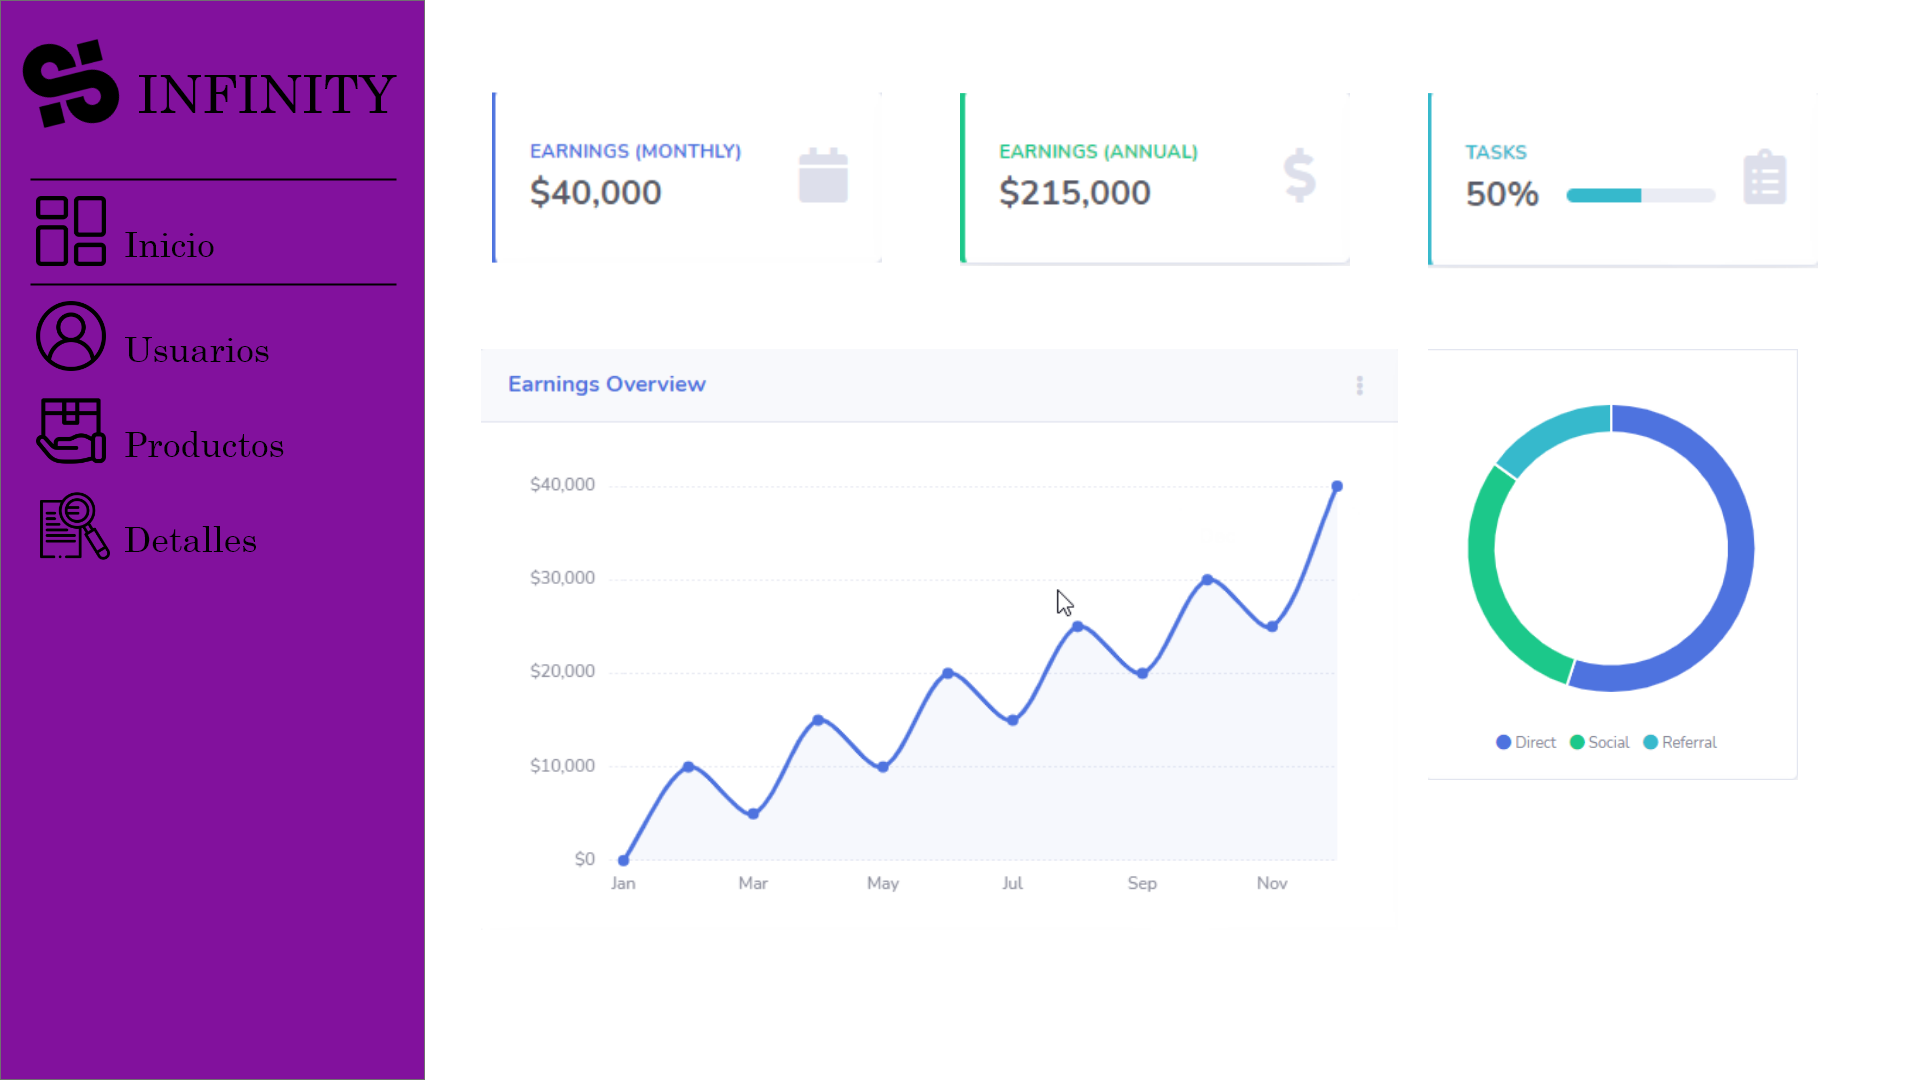 INFINITY
Inicio
Usuarios
Productos
Detalles
EARNINGS (MONTHLY)
$40,000
EARNINGS (ANNUAL)
$215,000
TASKS
50%
Earnings Overview
$40,000
$30,000
$20,000
$10,000
$0
Jan Mar May Jul Sep Nov
Direct Social Referral